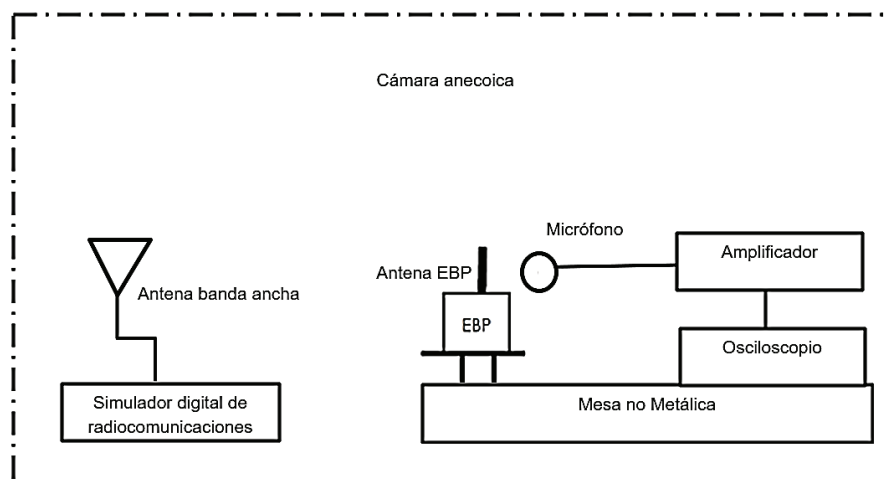 Cámara anecoica
Micrófono
Amplificador
Antena EBP
Antena banda ancha
EBP
Osciloscopio
Simulador digital de
radiocomunicaciones
Mesa no Metálica